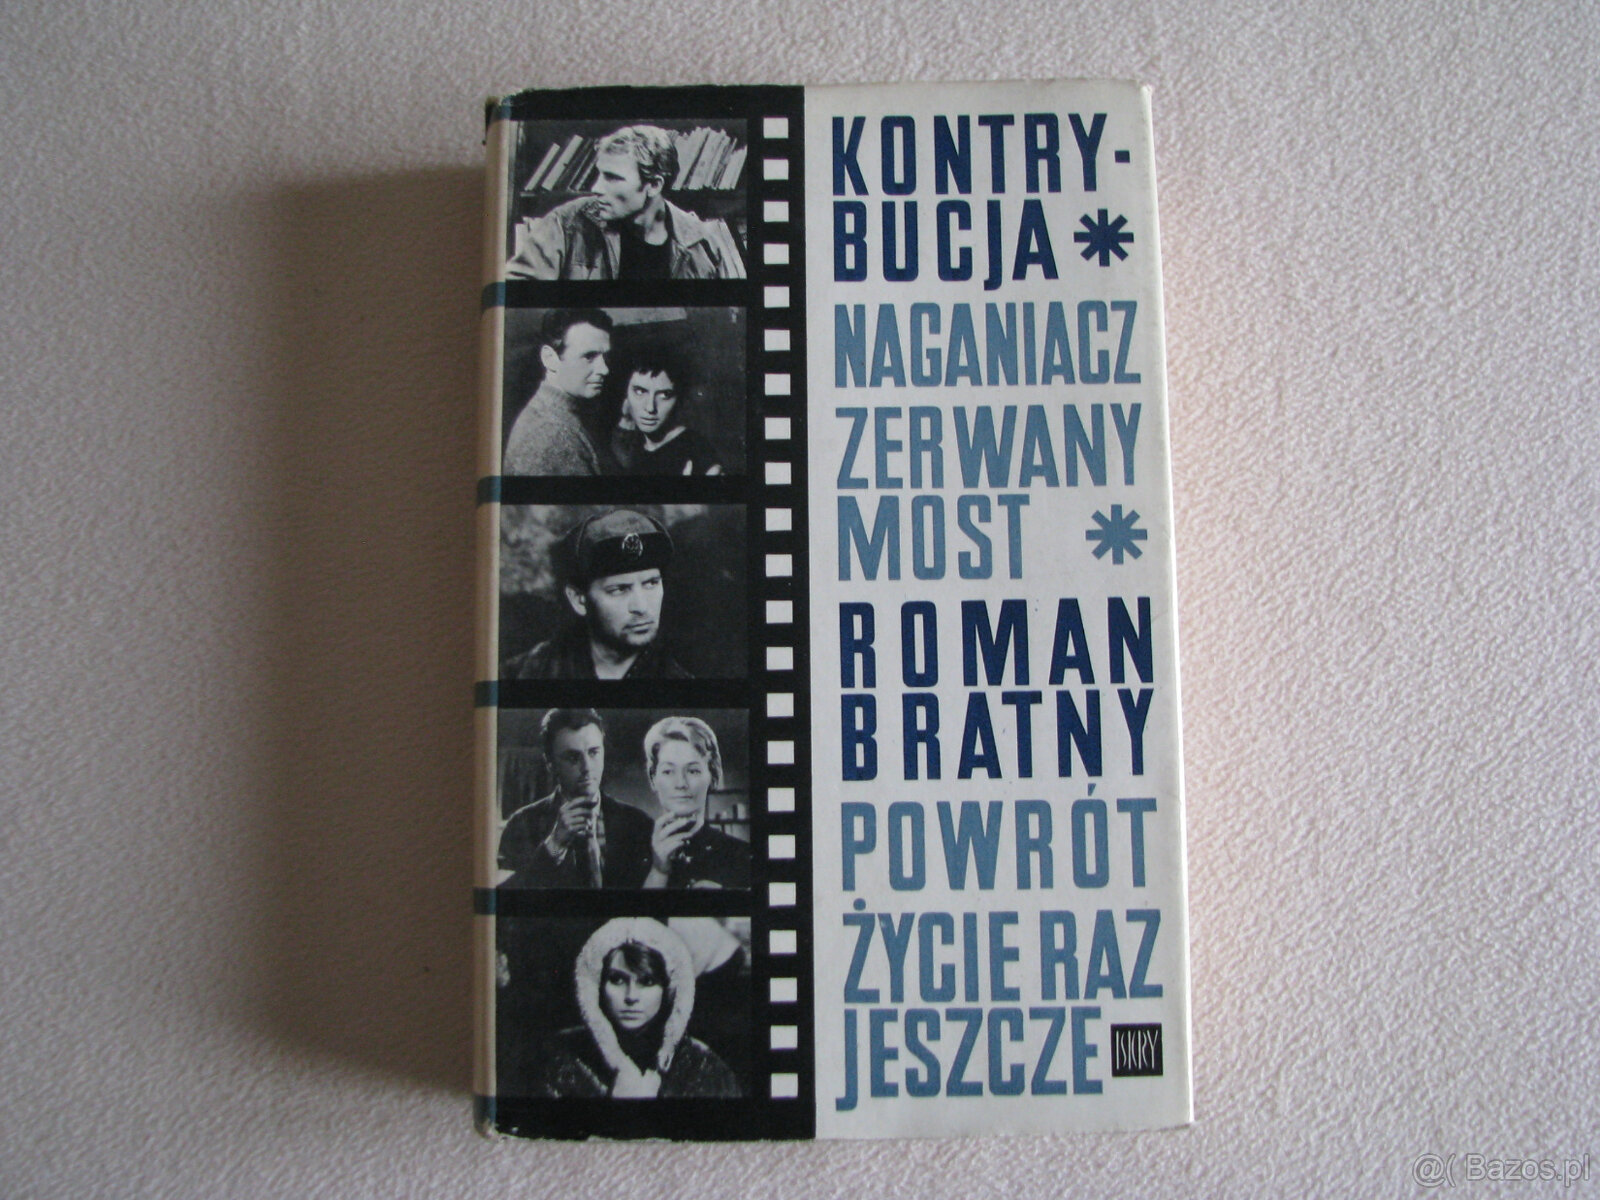 KONTRY-
BUCJA *
NAGANIACZ
ZERWANY
MOST *
ROMAN
BRATNY
POWRÓT
ŻYCIE RAZ
JESZCZE ISKRY
@( Bazos.pl